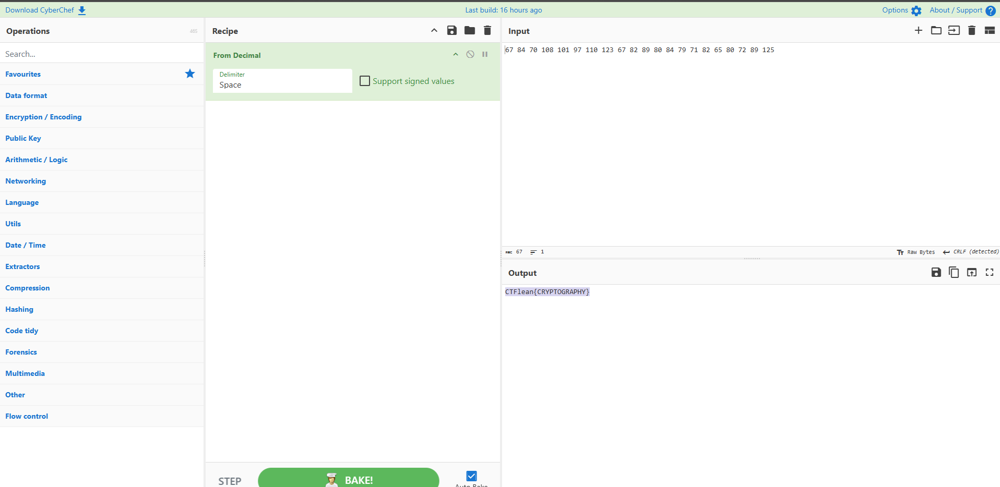 Download CyberChef
Last build: 16 hours ago
Options
About / Support
Operations
465
Search...
Favourites
Data format
Encryption / Encoding
Public Key
Arithmetic / Logic
Networking
Language
Utils
Date / Time
Extractors
Compression
Hashing
Code tidy
Forensics
Multimedia
Other
Flow control
Recipe
From Decimal
Delimiter
Space
Support signed values
STEP
BAKE!
Auto Bake
Input
67 84 70 108 101 97 110 123 67 82 89 80 84 79 71 82 65 80 72 89 125
ABC 67 1
Tт Raw Bytes CRLF (detected)
Output
CTFlean{CRYPTOGRAPHY}